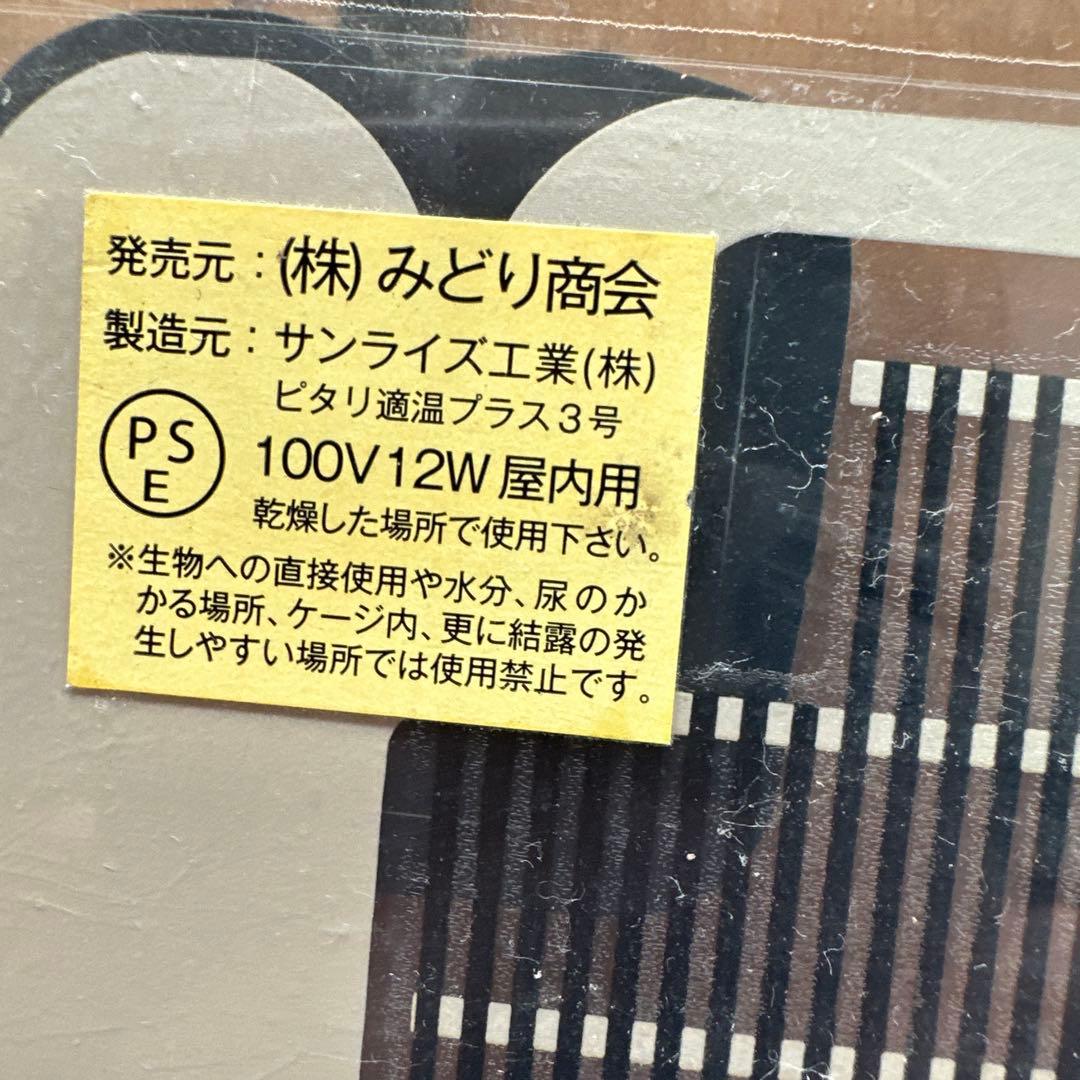 発売元：(株)みどり商会
製造元：サンライズ工業(株)
ピタリ適温プラス3号
PSE
100V12W 屋内用
乾燥した場所で使用下さい。
※生物への直接使用や水分、尿のか
かる場所、ケージ内、更に結露の発
生しやすい場所では使用禁止です。